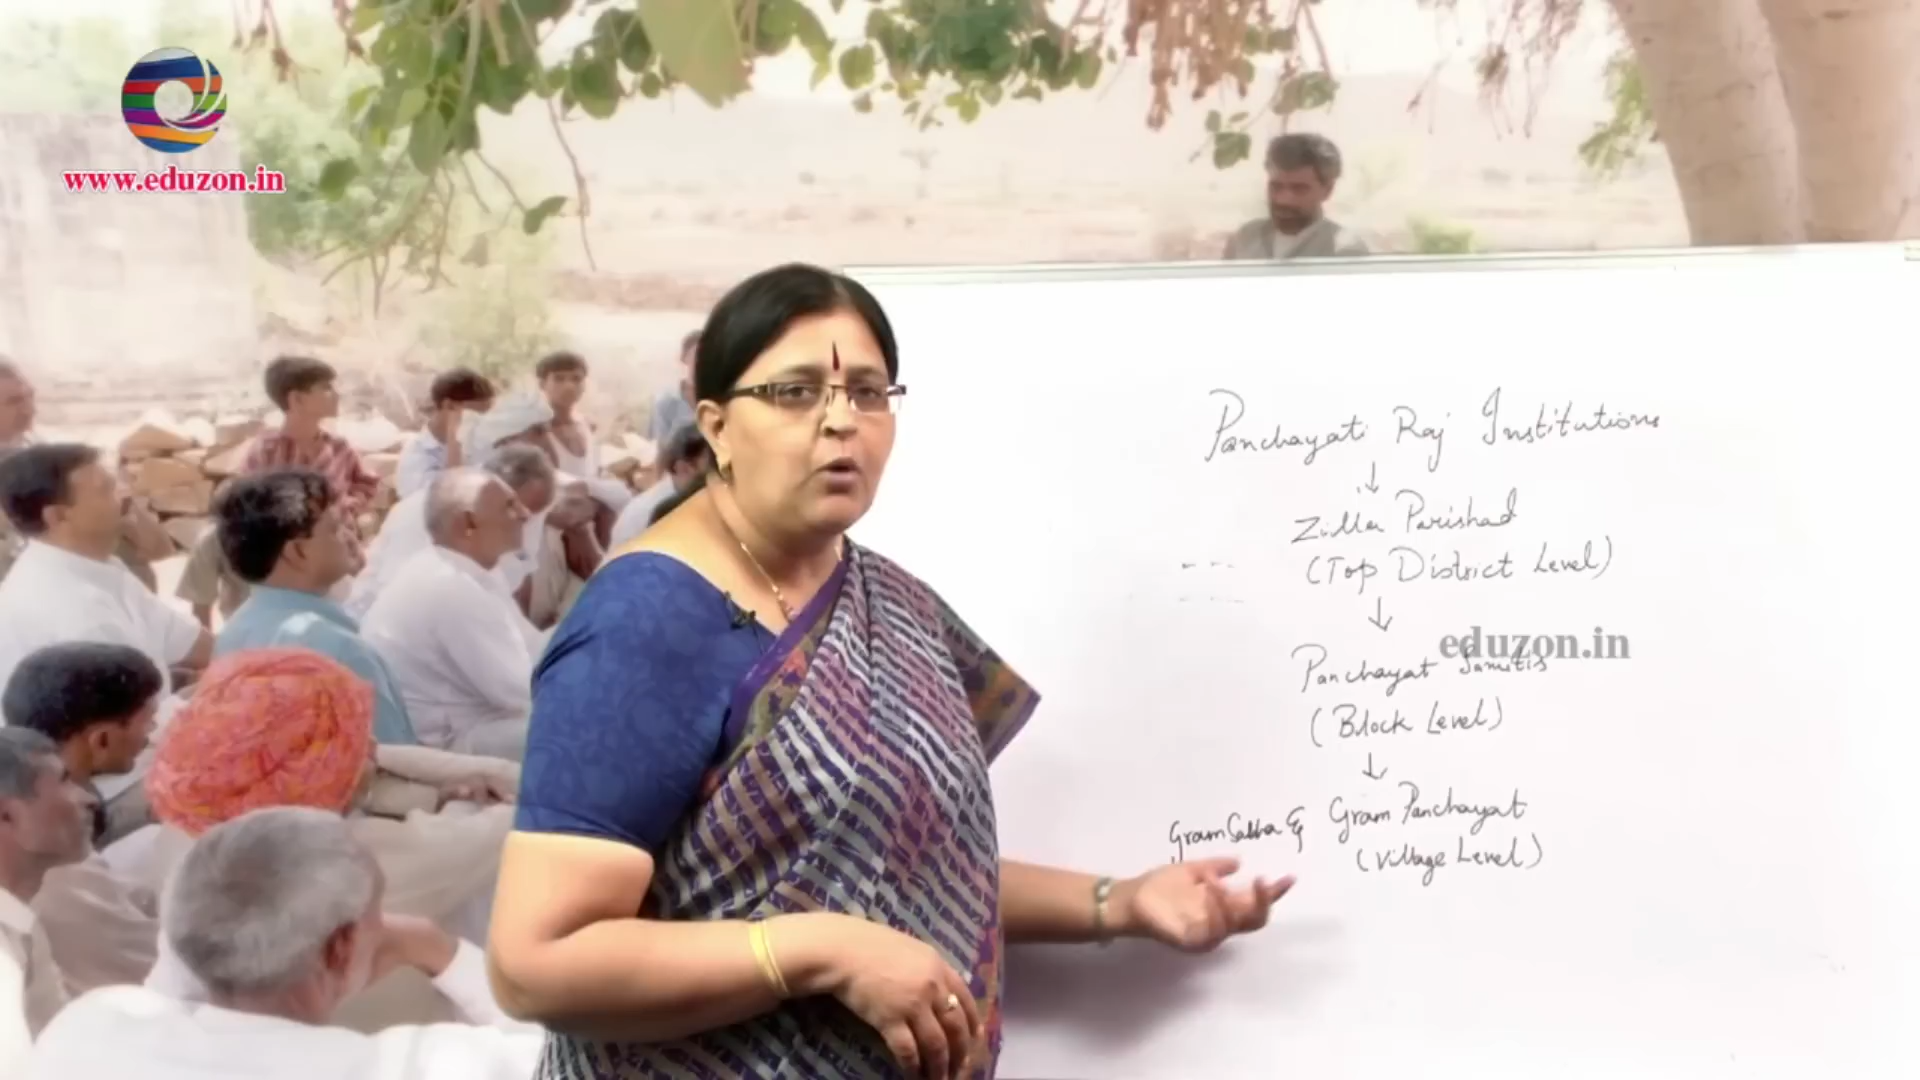 www.eduzon.in
Panchayati Raj Institutions
Zilla Parishad
(Top District Level)
eduzon.in
Panchayat Samitis
(Block Level)
Gram Sabha & Gram Panchayat
(Village Level)